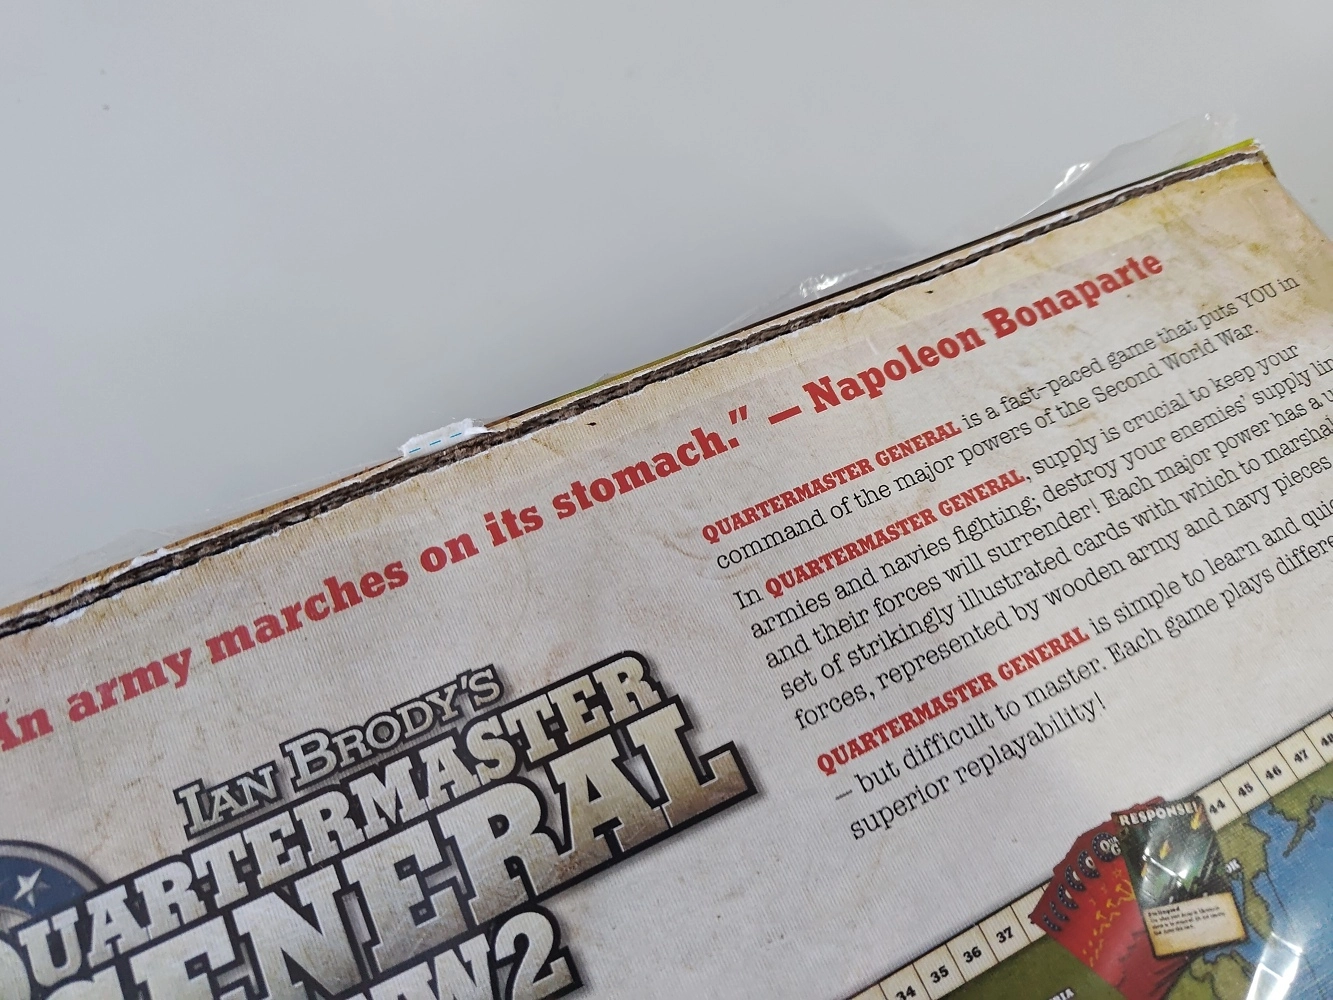 An army marches on its stomach." — Napoleon Bonaparte
QUARTERMASTER GENERAL is a fast-paced game that puts YOU in
command of the major powers of the Second World War.
In QUARTERMASTER GENERAL, supply is crucial to keep your
armies and navies fighting; destroy your enemies' supply
and their forces will surrender! Each major power has a
set of strikingly illustrated cards with which to marshal
forces, represented by wooden army and navy pieces
QUARTERMASTER GENERAL is simple to learn and
— but difficult to master. Each game plays
superior replayability!
IAN BRODY'S
QUARTERMASTER
GENERAL
WW2
RESPONSE!
34 35 36 37
44 45 46 47 48